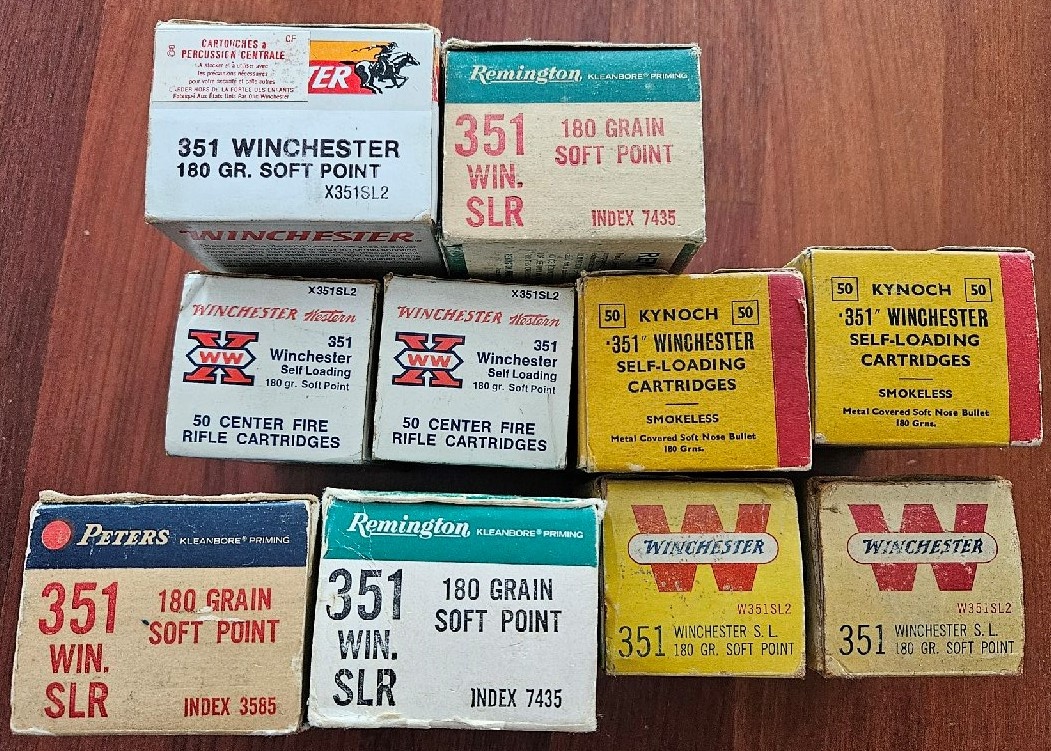 CARTOUCHES à
PERCUSSION CENTRALE
CF
TER
351 WINCHESTER
180 GR. SOFT POINT
X351SL2
WINCHESTER
Remington KLEANBORE® PRIMING
351
WIN.
SLR
180 GRAIN
SOFT POINT
INDEX 7435
X351SL2
WINCHESTER Western
WW
351
Winchester
Self Loading
180 gr. Soft Point
50 CENTER FIRE
RIFLE CARTRIDGES
X351SL2
WINCHESTER Western
WW
351
Winchester
Self Loading
180 gr. Soft Point
50 CENTER FIRE
RIFLE CARTRIDGES
50 KYNOCH 50
·351″ WINCHESTER
SELF-LOADING
CARTRIDGES
SMOKELESS
Metal Covered Soft Nose Bullet
180 Grns.
50 KYNOCH 50
·351″ WINCHESTER
SELF-LOADING
CARTRIDGES
SMOKELESS
Metal Covered Soft Nose Bullet
180 Grns.
PETERS KLEANBORE® PRIMING
351
WIN.
SLR
180 GRAIN
SOFT POINT
INDEX 3585
Remington KLEANBORE® PRIMING
351
WIN.
SLR
180 GRAIN
SOFT POINT
INDEX 7435
WINCHESTER
W351SL2
351 WINCHESTER S. L.
180 GR. SOFT POINT
WINCHESTER
W351SL2
351 WINCHESTER S. L.
180 GR. SOFT POINT